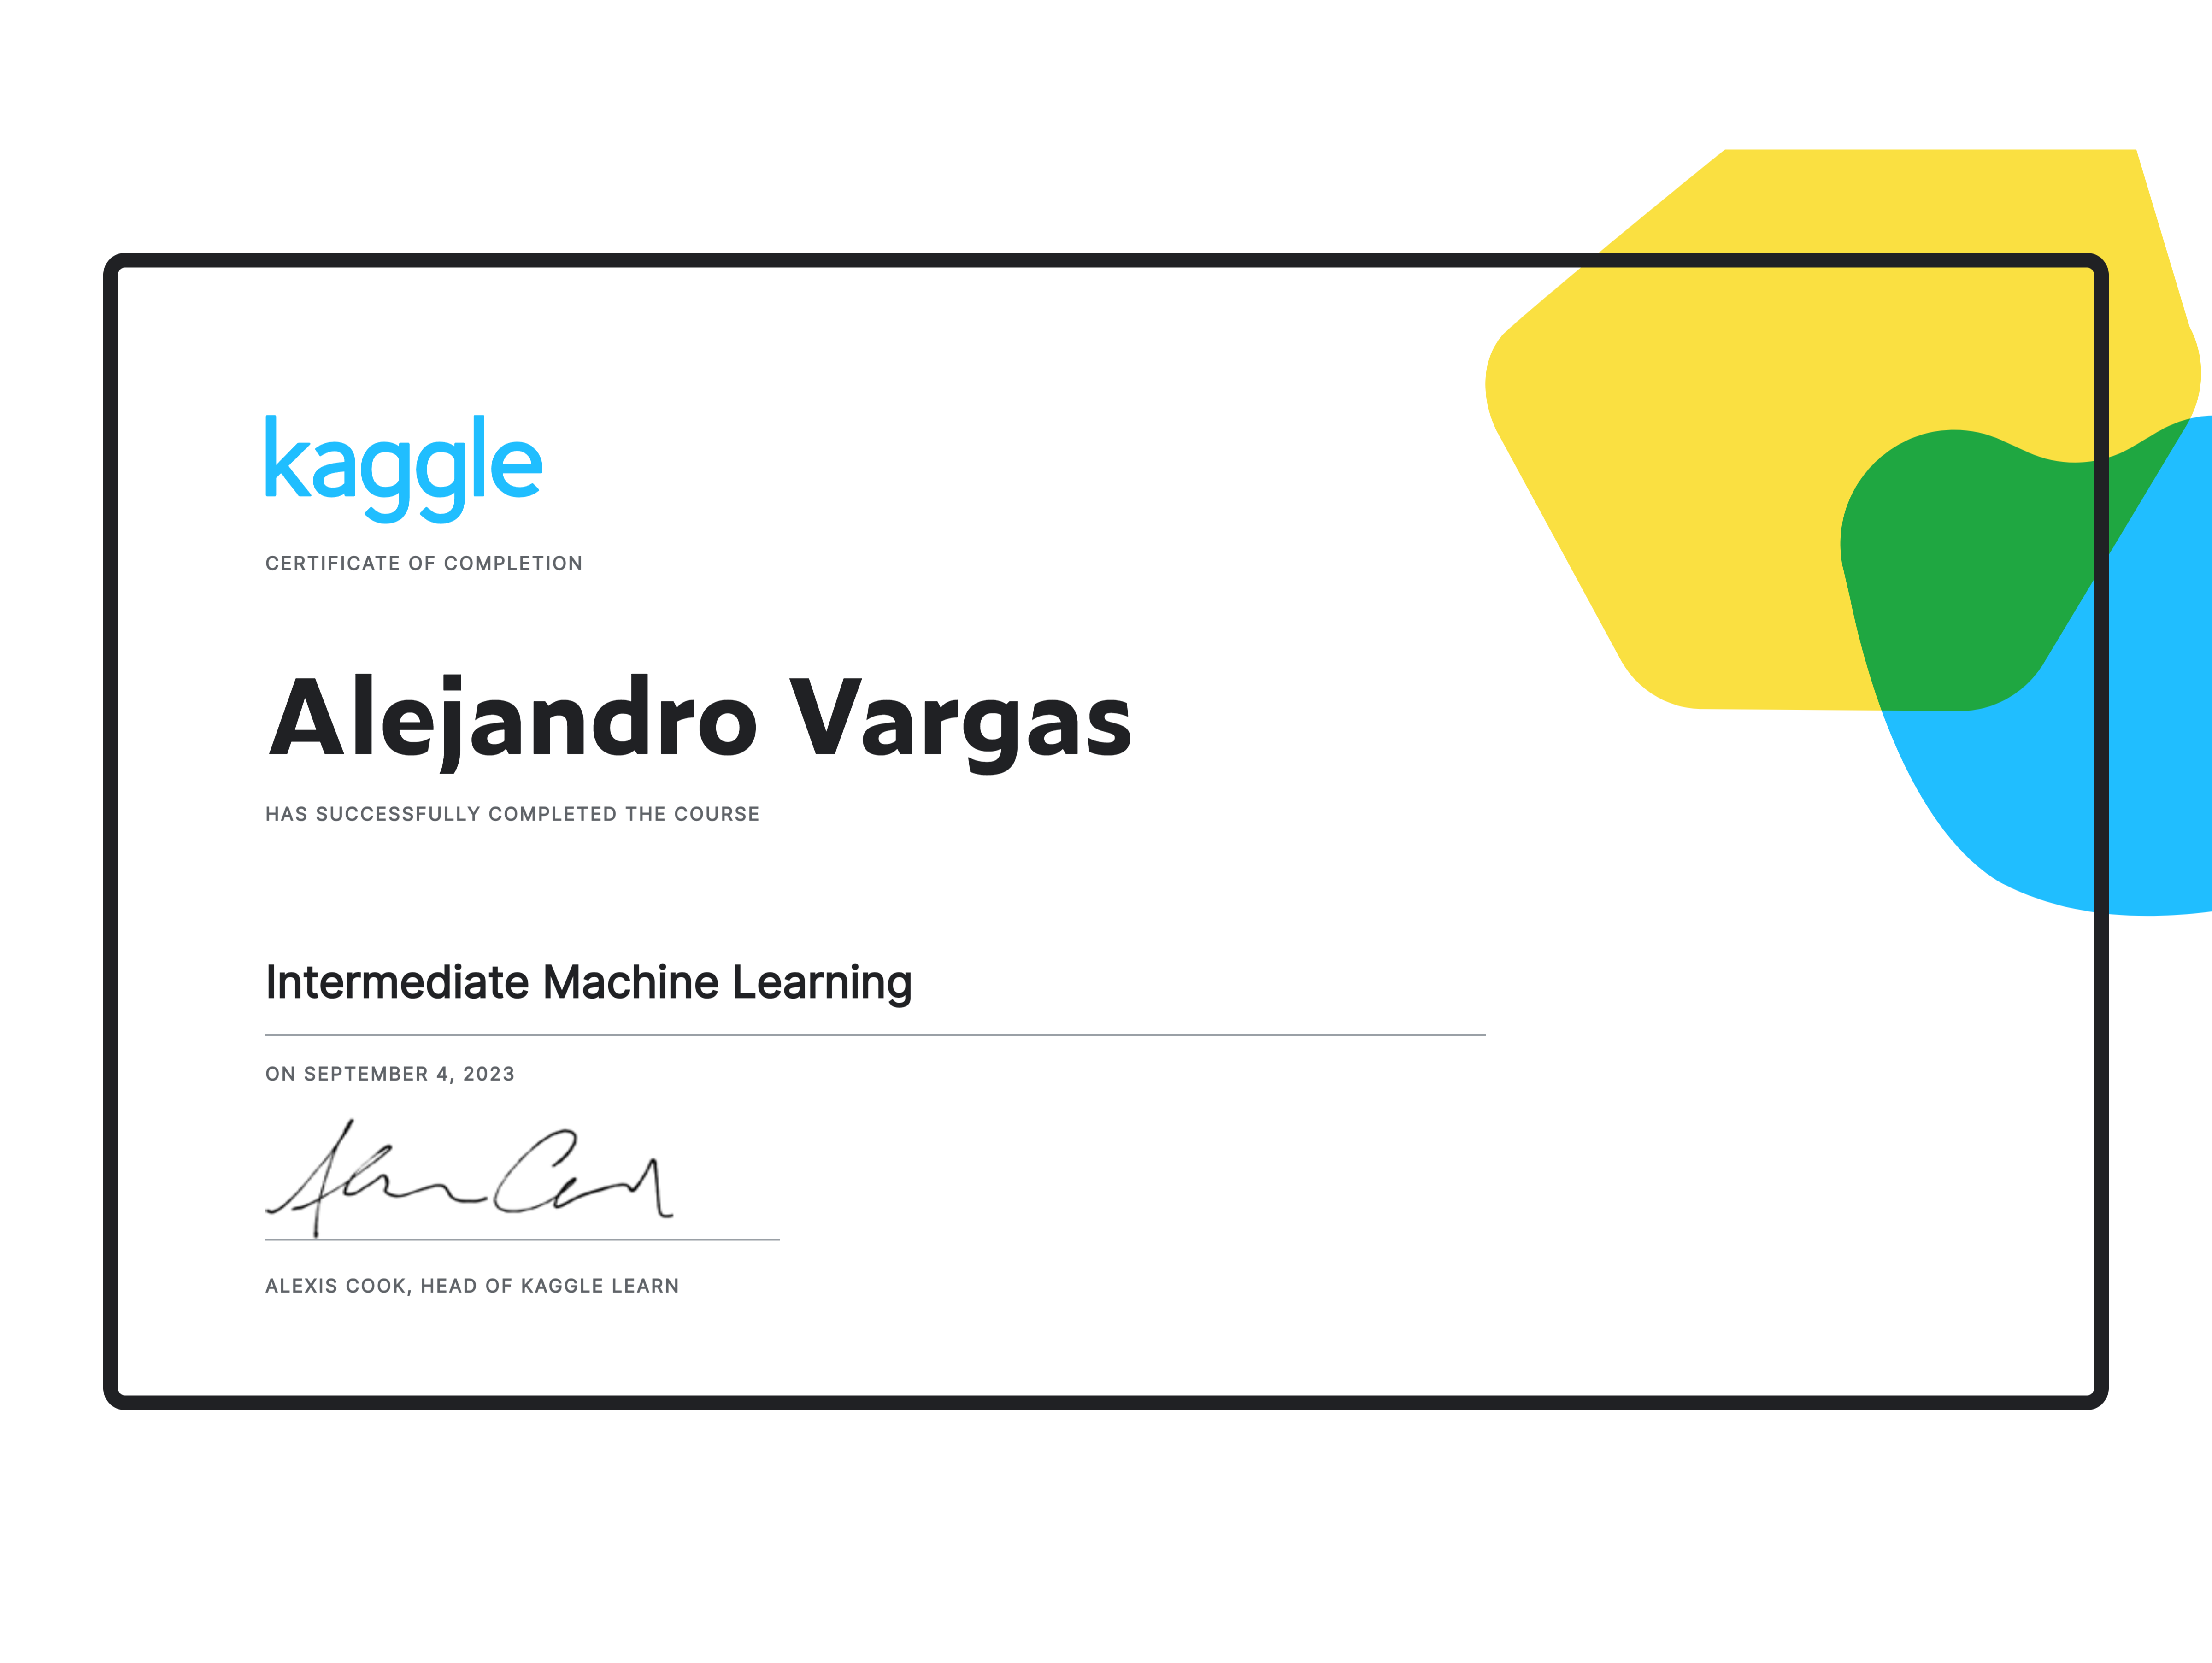 kaggle
CERTIFICATE OF COMPLETION
Alejandro Vargas
HAS SUCCESSFULLY COMPLETED THE COURSE
Intermediate Machine Learning
ON SEPTEMBER 4, 2023
ALEXIS COOK, HEAD OF KAGGLE LEARN